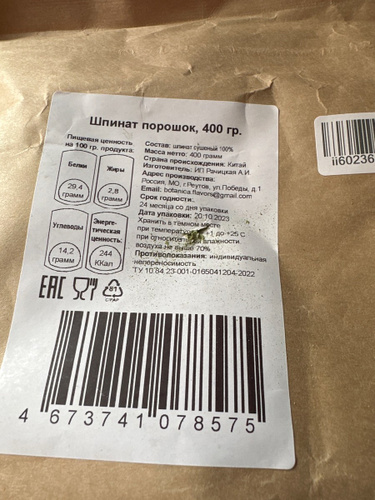 Шпинат порошок, 400 гр.
Пищевая ценность
на 100 гр. продукта:
Белки
29,4
грамм
Жиры
2,8
грамм
Углеводы
14,2
грамм
Энерге-
тическая
ценность:
244
ККал
Состав: шпинат сушеный 100%
Масса нетто: 400 грамм
Страна происхождения: Китай
Изготовитель: ИП Рачицкая А.И.
Адрес производства:
Россия, МО, г.Реутов, ул.Победы, д.1
Email: botanica.flavors@gmail.com
Срок годности:
24 месяца со дня упаковки
Дата упаковки: 20.10.2023
Хранить в тёмном месте
при температуре +1 до +25 С
при относительной влажности
воздуха не выше 70%
Противопоказания: индивидуальная
непереносимость
ТУ 10.84.23-001-0165041204-2022
EAC
81
C/PAP
4 673741 078575
ii60236